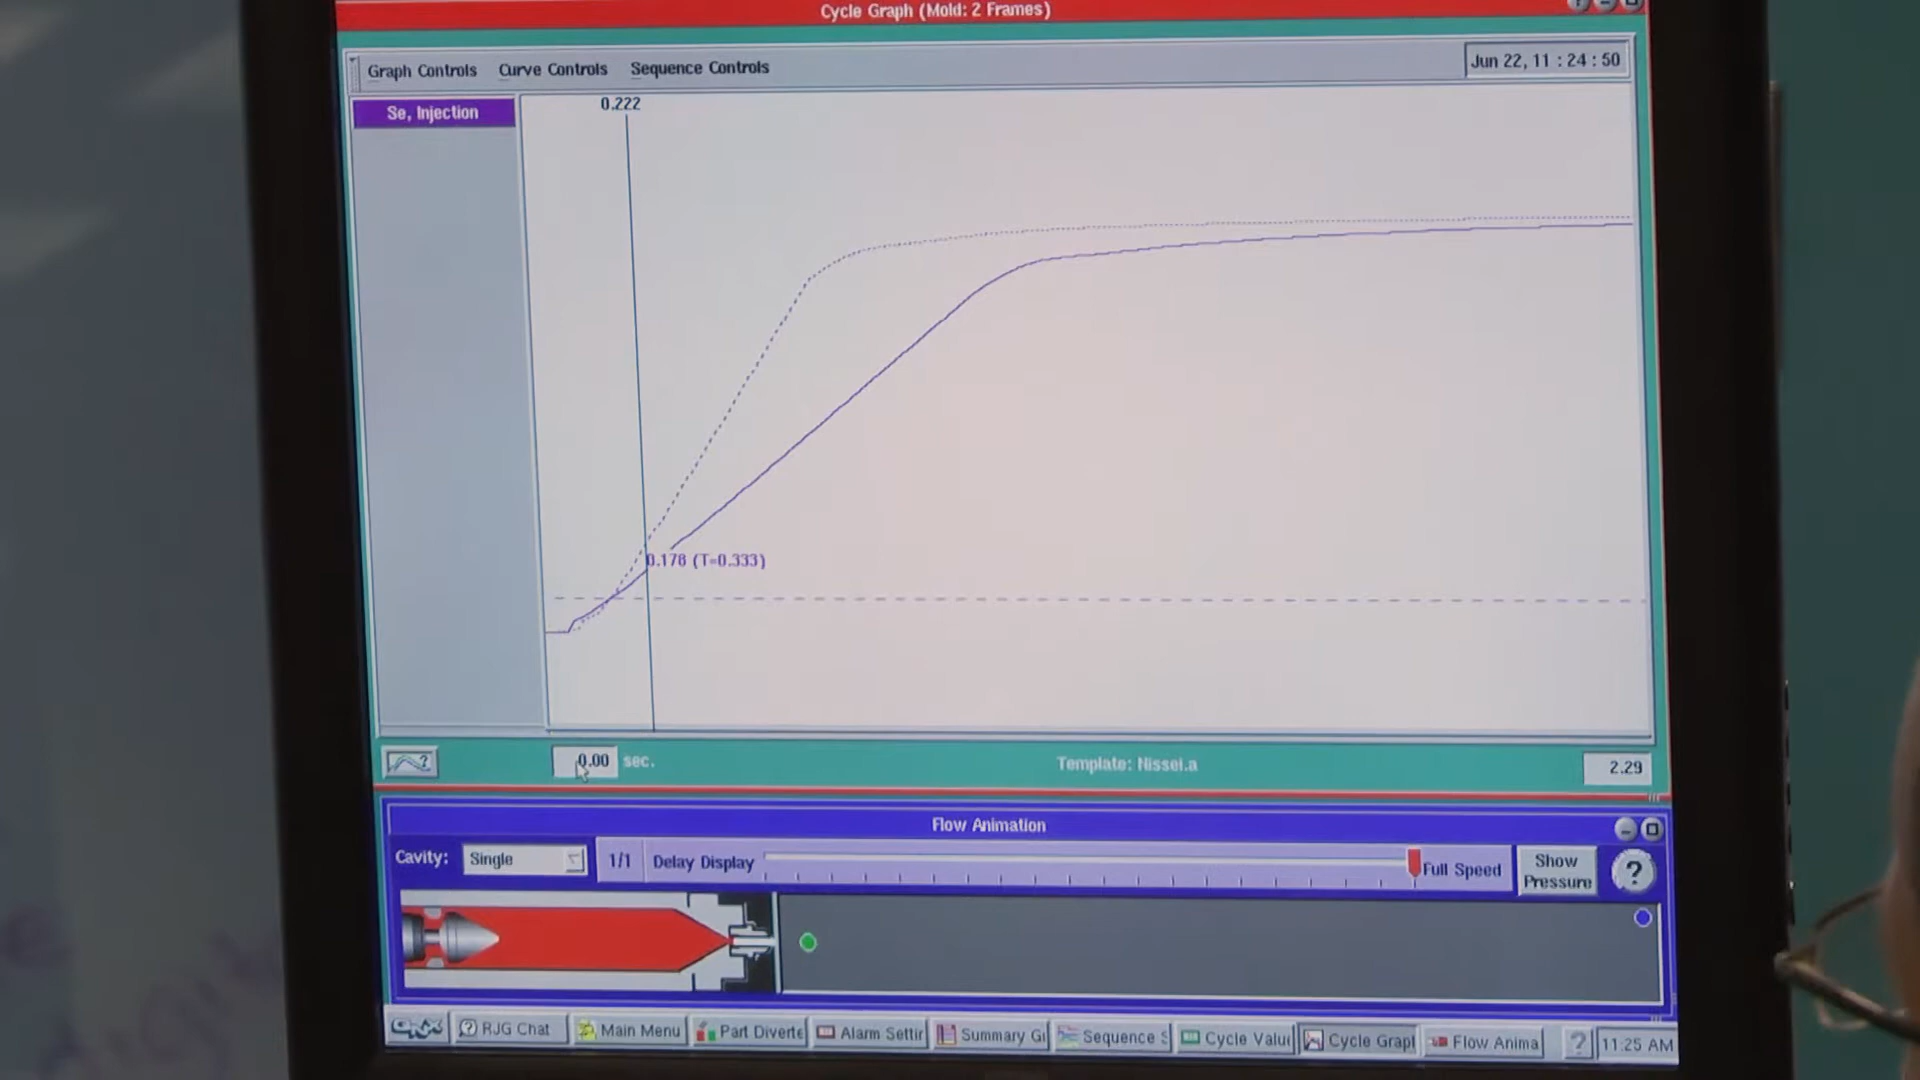 Cycle Graph (Mold: 2 Frames)
Graph Controls Curve Controls Sequence Controls
Jun 22, 11 : 24 : 50
Se, Injection
0.222
0.178 (T=0.333)
0.00 sec.
Template: Nissei.a
2.29
Flow Animation
Cavity: Single 1/1 Delay Display Full Speed
Show
Pressure
?
RJG Chat Main Menu Part Diverte Alarm Settin Summary Gr Sequence S Cycle Valu Cycle Grapl Flow Anima ? 11:25 AM